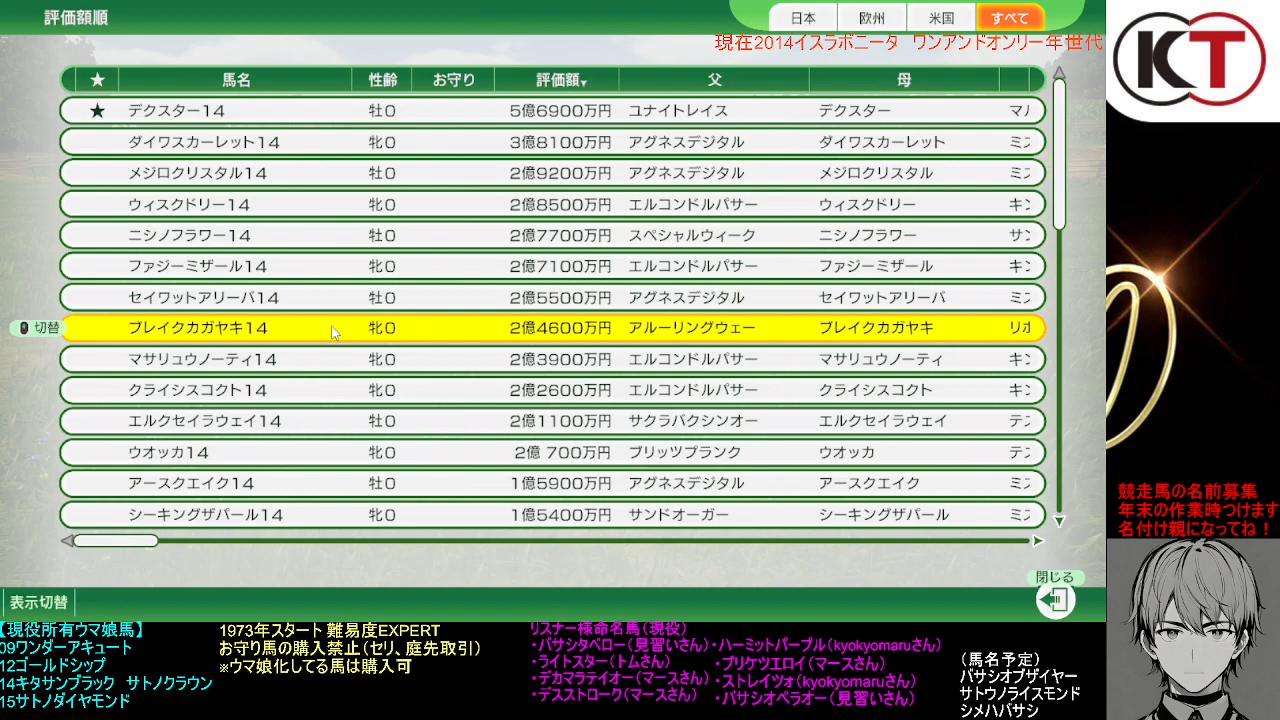 評価額順
日本 欧州 米国 すべて
現在2014イスラボニータ ワンアンドオンリー年世代
KT
★ 馬名 性齢 お守り 評価額▼ 父 母
★ デクスター14 牡0 5億6900万円 ユナイトレイス デクスター マル
ダイワスカーレット14 牝0 3億8100万円 アグネスデジタル ダイワスカーレット ミス
メジロクリスタル14 牡0 2億9200万円 アグネスデジタル メジロクリスタル ミス
ウィスクドリー14 牝0 2億8500万円 エルコンドルパサー ウィスクドリー キン
ニシノフラワー14 牡0 2億7700万円 スペシャルウィーク ニシノフラワー サン
ファジーミザール14 牝0 2億7100万円 エルコンドルパサー ファジーミザール キン
セイワットアリーバ14 牡0 2億5500万円 アグネスデジタル セイワットアリーバ ミス
切替 ブレイクカガヤキ14 牝0 2億4600万円 アルーリングウェー ブレイクカガヤキ リボ
マサリュウノーティ14 牝0 2億3900万円 エルコンドルパサー マサリュウノーティ キン
クライシスコクト14 牝0 2億2600万円 エルコンドルパサー クライシスコクト キン
エルクセイラウェイ14 牡0 2億1100万円 サクラバクシンオー エルクセイラウェイ テス
ウオッカ14 牝0 2億 700万円 ブリッツプランク ウオッカ テス
アースクエイク14 牡0 1億5900万円 アグネスデジタル アースクエイク ミス
シーキングザパール14 牝0 1億5400万円 サンドオーガー シーキングザパール ミス
競走馬の名前募集
年末の作業時つけます
名付け親になってね！
閉じる
表示切替
【現役所有ウマ娘馬】
09ワンダーアキュート
12ゴールドシップ
14キタサンブラック サトノクラウン
15サトノダイヤモンド
1973年スタート 難易度EXPERT
お守り馬の購入禁止（セリ、庭先取引）
※ウマ娘化してる馬は購入可
リスナー様命名馬（現役）
・バサシタベロー（見習いさん）・ハーミットパープル（kyokyomaruさん）
・ライトスター（トムさん） ・プリケツエロイ（マースさん）
・デカマラテイオー（マースさん） ・ストレイツォ（kyokyomaruさん）
・デスストローク（マースさん） ・バサシオペラオー（見習いさん）
（馬名予定）
バサシオブザイヤー
サトウノライスモンド
シメハバサシ